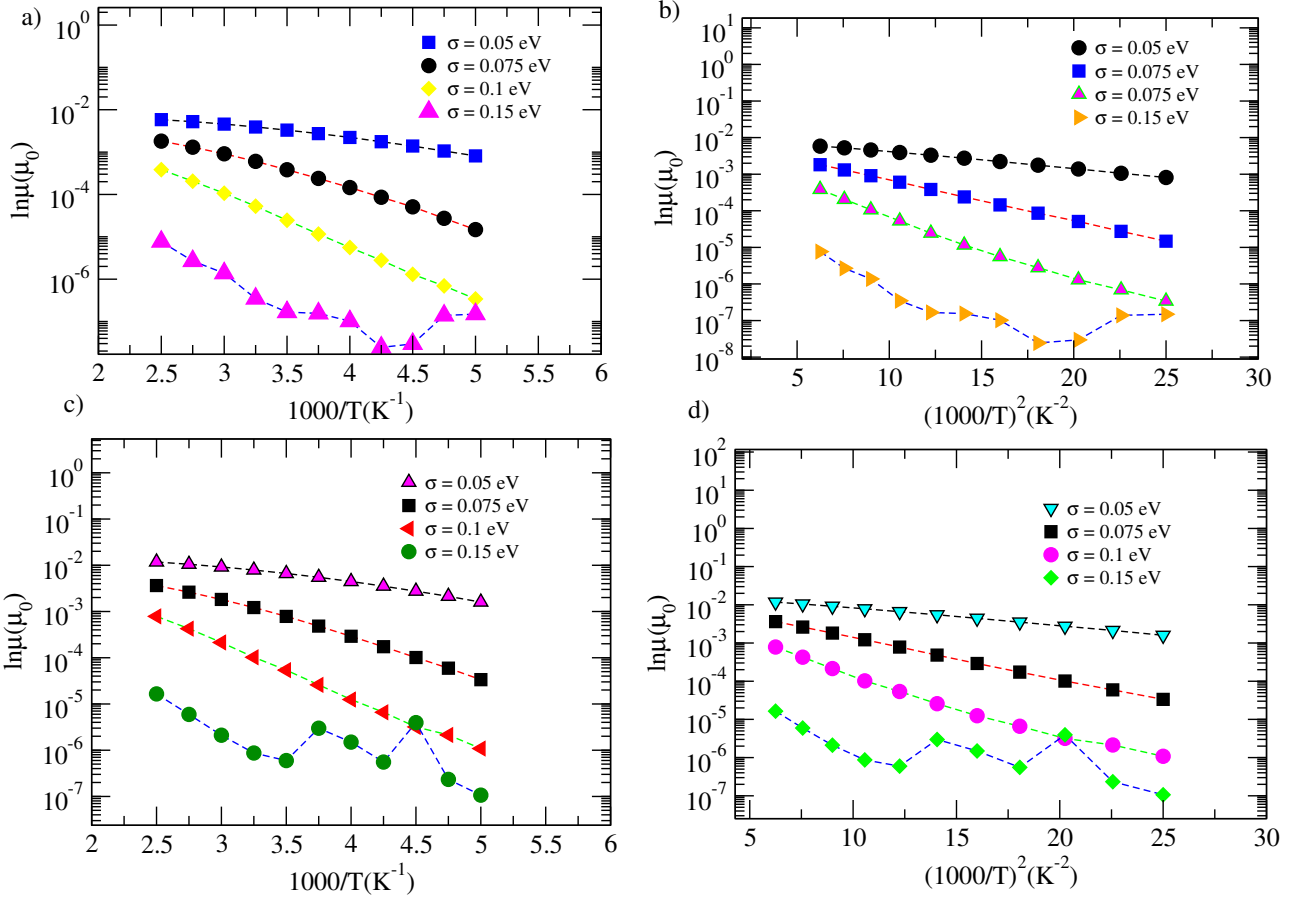 a)
10^0
10^-2
10^-4
10^-6
lnμ(μ_0)
σ = 0.05 eV
σ = 0.075 eV
σ = 0.1 eV
σ = 0.15 eV
2 2.5 3 3.5 4 4.5 5 5.5 6
1000/T(K^-1)
b)
10^1
10^0
10^-1
10^-2
10^-3
10^-4
10^-5
10^-6
10^-7
10^-8
lnμ(μ_0)
σ = 0.05 eV
σ = 0.075 eV
σ = 0.075 eV
σ = 0.15 eV
5 10 15 20 25 30
(1000/T)^2(K^-2)
c)
10^0
10^-1
10^-2
10^-3
10^-4
10^-5
10^-6
10^-7
lnμ(μ_0)
σ = 0.05 eV
σ = 0.075 eV
σ = 0.1 eV
σ = 0.15 eV
2 2.5 3 3.5 4 4.5 5 5.5 6
1000/T(K^-1)
d)
10^2
10^1
10^0
10^-1
10^-2
10^-3
10^-4
10^-5
10^-6
10^-7
lnμ(μ_0)
σ = 0.05 eV
σ = 0.075 eV
σ = 0.1 eV
σ = 0.15 eV
5 10 15 20 25 30
(1000/T)^2(K^-2)